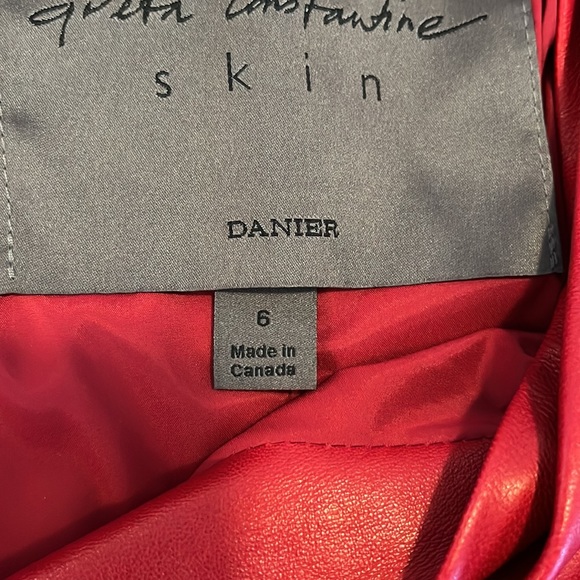 greta constantine
skin
DANIER
6
Made in
Canada